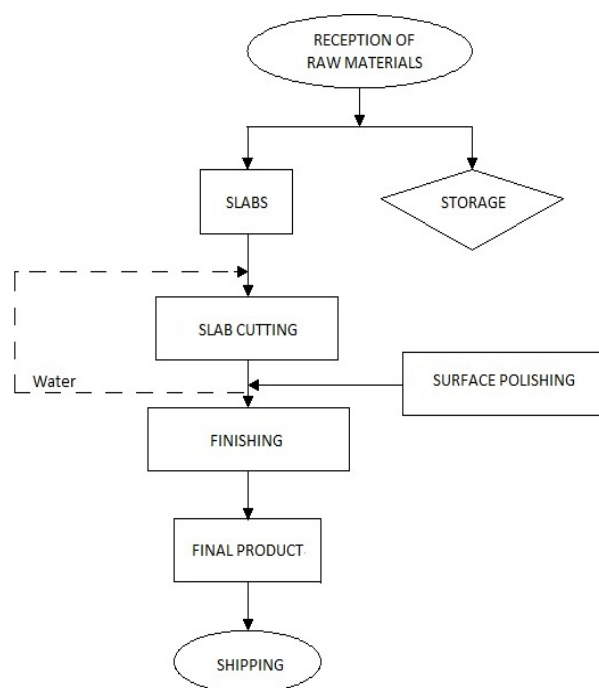 RECEPTION OF
RAW MATERIALS
SLABS
STORAGE
SLAB CUTTING
Water
SURFACE POLISHING
FINISHING
FINAL PRODUCT
SHIPPING